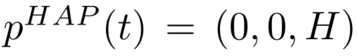 p^{HAP}(t) = (0, 0, H)